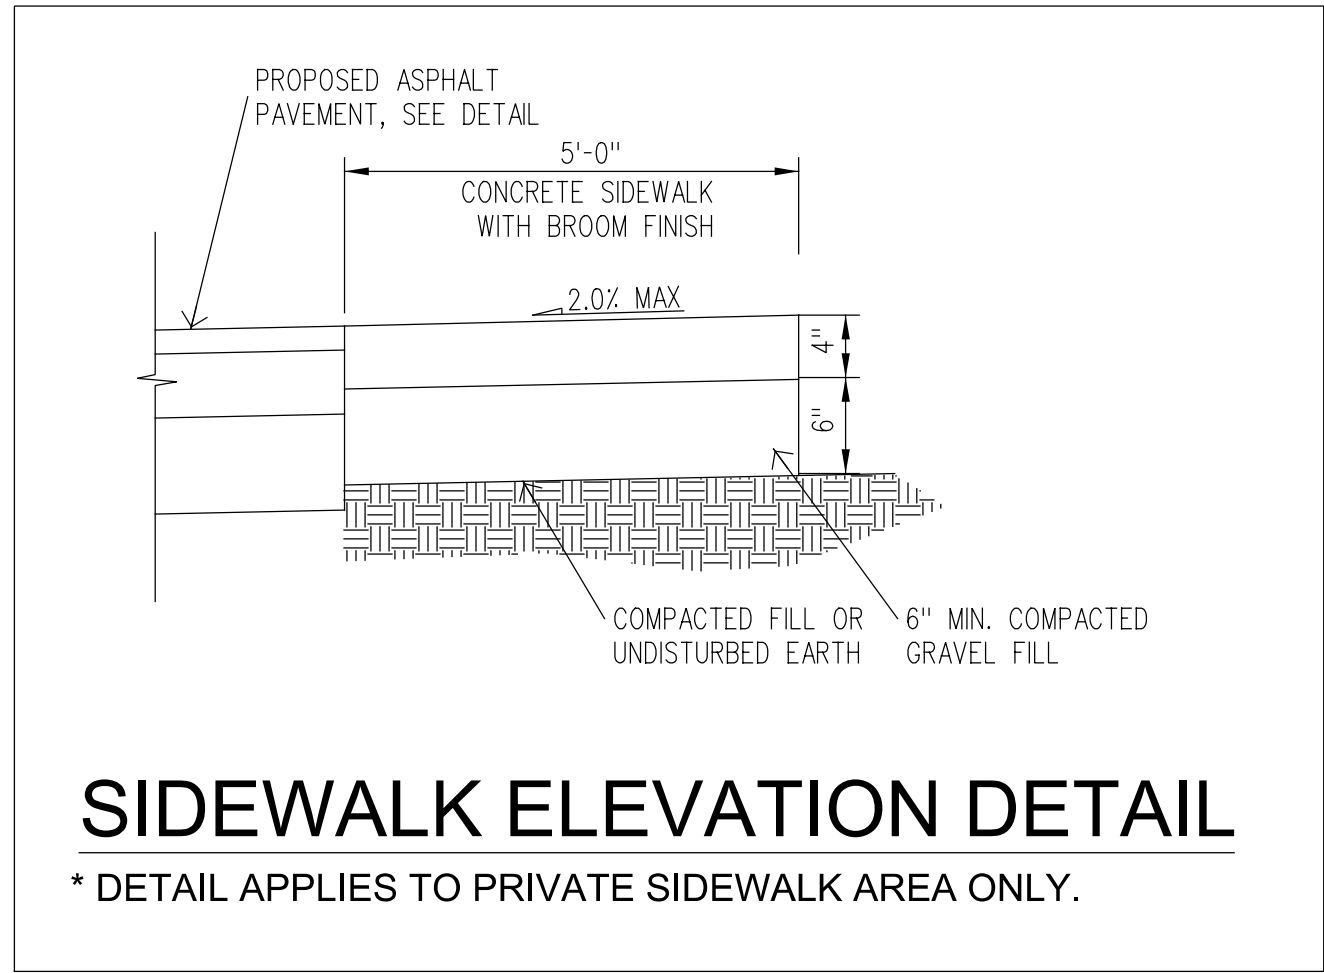 PROPOSED ASPHALT
PAVEMENT, SEE DETAIL
5'-0"
CONCRETE SIDEWALK
WITH BROOM FINISH
2.0% MAX
4"
6"
COMPACTED FILL OR
UNDISTURBED EARTH
6" MIN. COMPACTED
GRAVEL FILL
SIDEWALK ELEVATION DETAIL
* DETAIL APPLIES TO PRIVATE SIDEWALK AREA ONLY.